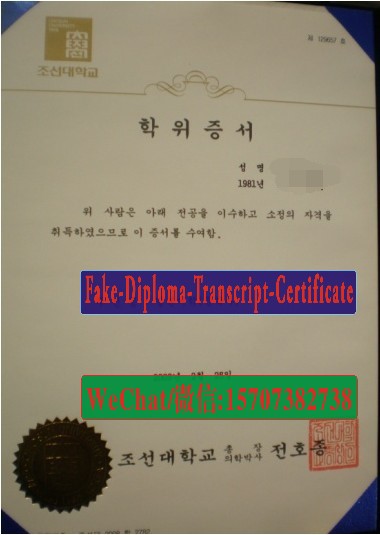 조선대학교
제 129657 호
학위증서
성 명
1981년
위 사람은 아래 전공을 이수하고 소정의 자격을
취득하였으므로 이 증서를 수여함.
Fake-Diploma-Transcript-Certificate
WeChat/微信:15707382738
조선대학교 총장 의학박사 전호종